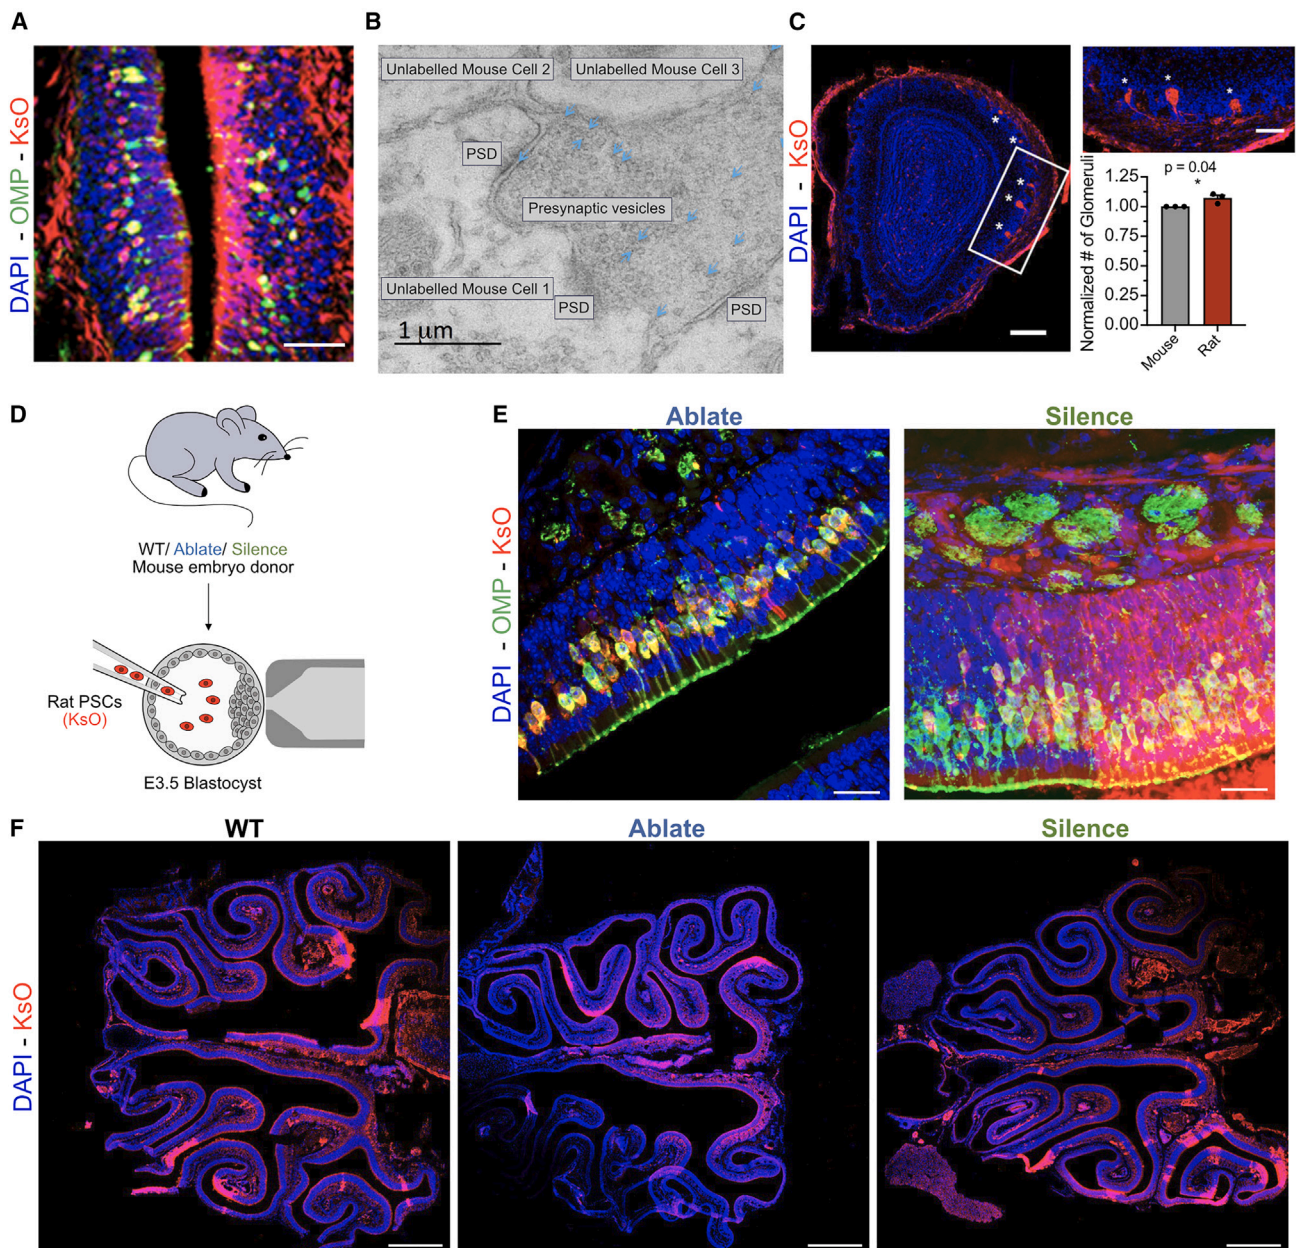 A
DAPI - OMP - KsO
B
Unlabelled Mouse Cell 2
Unlabelled Mouse Cell 3
PSD
Presynaptic vesicles
Unlabelled Mouse Cell 1
PSD
PSD
1 µm
C
DAPI - KsO
*
*
*
*
*
*
*
*
p = 0.04
*
Normalized # of Glomeruli
1.25
1.00
0.75
0.50
0.25
0.00
Mouse
Rat
D
WT/ Ablate/ Silence
Mouse embryo donor
Rat PSCs
(KsO)
E3.5 Blastocyst
E
Ablate
Silence
DAPI - OMP - KsO
F
WT
Ablate
Silence
DAPI - KsO